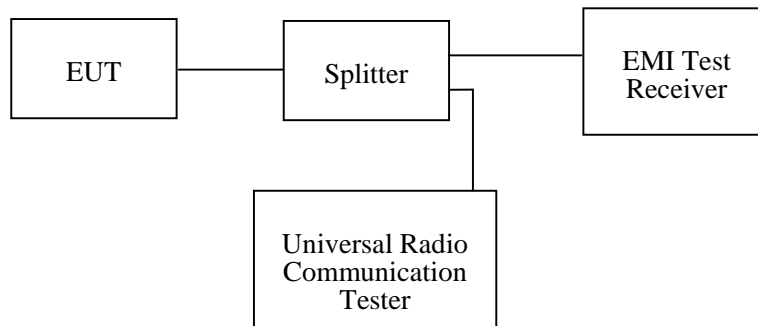 EUT
Splitter
EMI Test
Receiver
Universal Radio
Communication
Tester